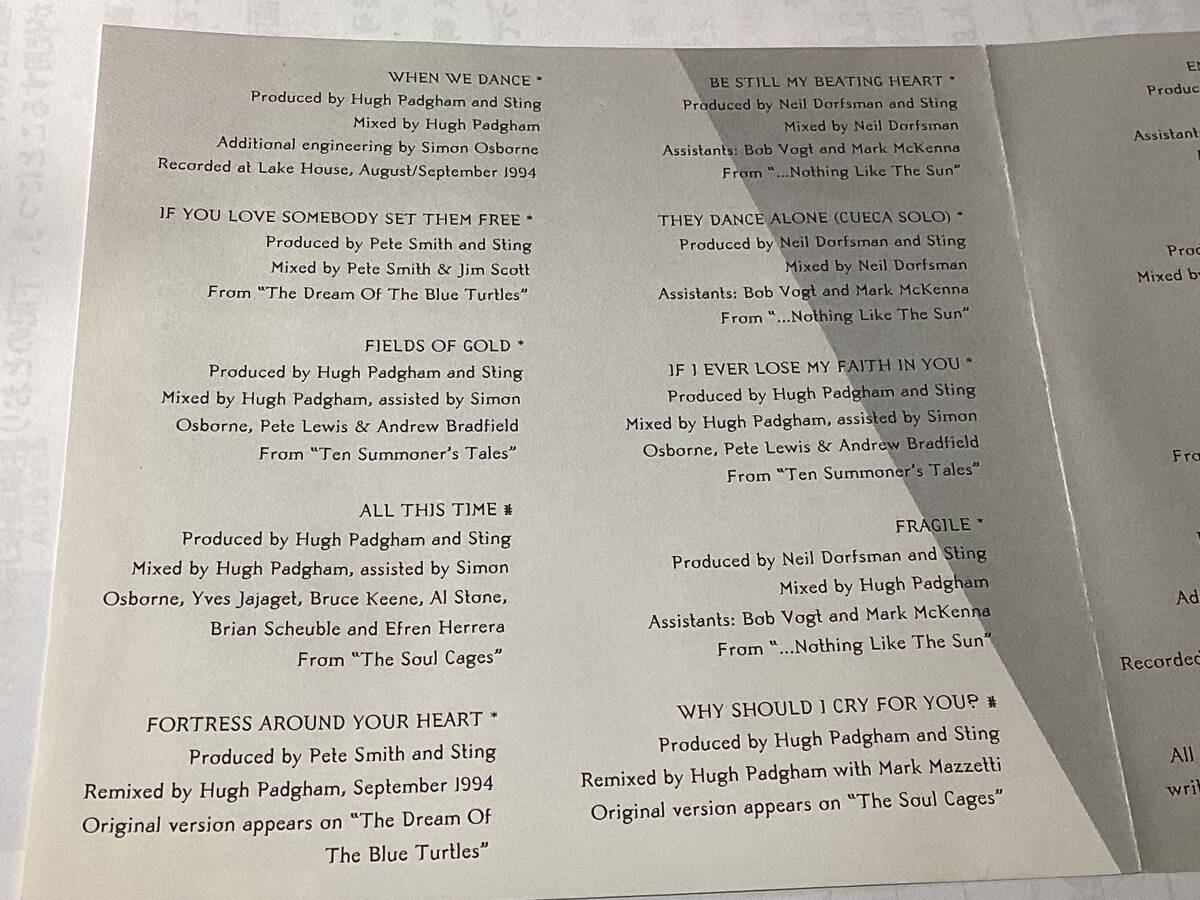 WHEN WE DANCE *
Produced by Hugh Padgham and Sting
Mixed by Hugh Padgham
Additional engineering by Simon Osborne
Recorded at Lake House, August/September 1994
IF YOU LOVE SOMEBODY SET THEM FREE *
Produced by Pete Smith and Sting
Mixed by Pete Smith & Jim Scott
From "The Dream Of The Blue Turtles"
FIELDS OF GOLD *
Produced by Hugh Padgham and Sting
Mixed by Hugh Padgham, assisted by Simon
Osborne, Pete Lewis & Andrew Bradfield
From "Ten Summoner's Tales"
ALL THIS TIME #
Produced by Hugh Padgham and Sting
Mixed by Hugh Padgham, assisted by Simon
Osborne, Yves Jajaget, Bruce Keene, Al Stone,
Brian Scheuble and Efren Herrera
From "The Soul Cages"
FORTRESS AROUND YOUR HEART *
Produced by Pete Smith and Sting
Remixed by Hugh Padgham, September 1994
Original version appears on "The Dream Of
The Blue Turtles"
BE STILL MY BEATING HEART *
Produced by Neil Dorfsman and Sting
Mixed by Neil Dorfsman
Assistants: Bob Vogt and Mark McKenna
From "...Nothing Like The Sun"
THEY DANCE ALONE (CUECA SOLO) *
Produced by Neil Dorfsman and Sting
Mixed by Neil Dorfsman
Assistants: Bob Vogt and Mark McKenna
From "...Nothing Like The Sun"
IF I EVER LOSE MY FAITH IN YOU *
Produced by Hugh Padgham and Sting
Mixed by Hugh Padgham, assisted by Simon
Osborne, Pete Lewis & Andrew Bradfield
From "Ten Summoner's Tales"
FRAGILE *
Produced by Neil Dorfsman and Sting
Mixed by Hugh Padgham
Assistants: Bob Vogt and Mark McKenna
From "...Nothing Like The Sun"
WHY SHOULD I CRY FOR YOU? #
Produced by Hugh Padgham and Sting
Remixed by Hugh Padgham with Mark Mazzetti
Original version appears on "The Soul Cages"
Mixed by
Recorded
All